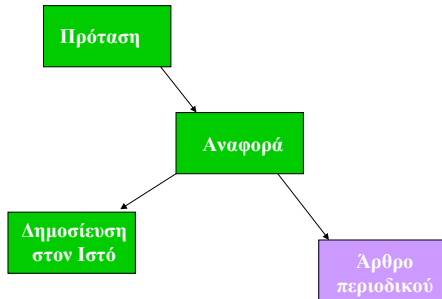 Πρόταση
Αναφορά
Δημοσίευση
στον Ιστό
Άρθρο
περιοδικού